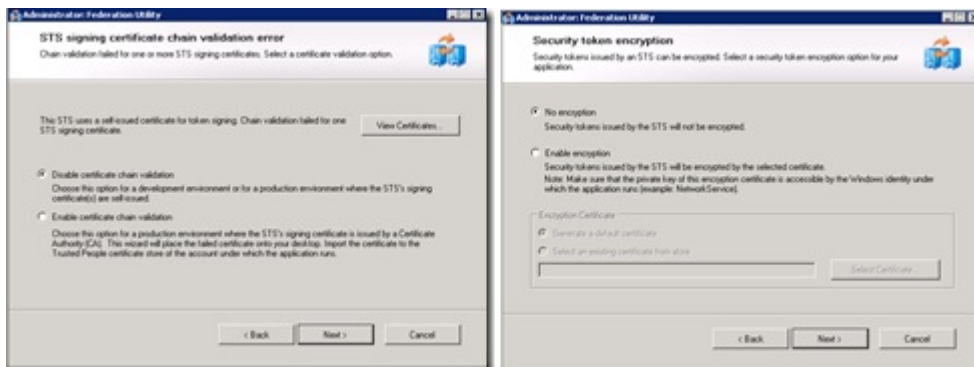 Administrator: Federation Utility
STS signing certificate chain validation error
Chain validation failed for one or more STS signing certificates. Select a certificate validation option.
This STS uses a self-issued certificate for token signing. Chain validation failed for one
STS signing certificate.
View Certificates...
Disable certificate chain validation
Choose this option for a development environment or for a production environment where the STS's signing
certificate(s) are self-issued.
Enable certificate chain validation
Choose this option for a production environment where the STS's signing certificate is issued by a Certificate
Authority (CA). This wizard will place the failed certificate onto your desktop. Import the certificate to the
Trusted People certificate store of the account under which the application runs.
< Back
Next >
Cancel
Administrator: Federation Utility
Security token encryption
Security tokens issued by an STS can be encrypted. Select a security token encryption option for your
application.
No encryption
Security tokens issued by the STS will not be encrypted.
Enable encryption
Security tokens issued by the STS will be encrypted by the selected certificate.
Note: Make sure that the private key of this encryption certificate is accessible by the Windows identity under
which the application runs (example: NetworkService).
Encryption Certificate
Generate a default certificate
Select an existing certificate from store
Select Certificate...
< Back
Next >
Cancel